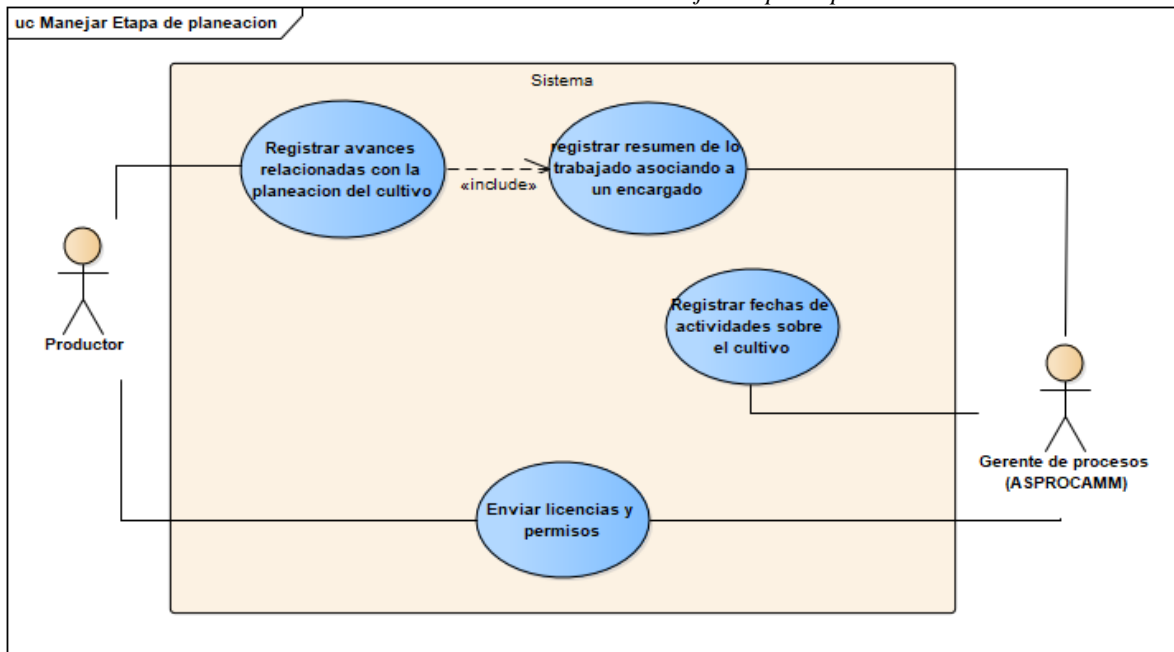 uc Manejar Etapa de planeacion
Sistema
Registrar avances
relacionadas con la
planeacion del cultivo
«include»
registrar resumen de lo
trabajado asociando a
un encargado
Registrar fechas de
actividades sobre
el cultivo
Productor
Gerente de procesos
(ASPROCAMM)
Enviar licencias y
permisos